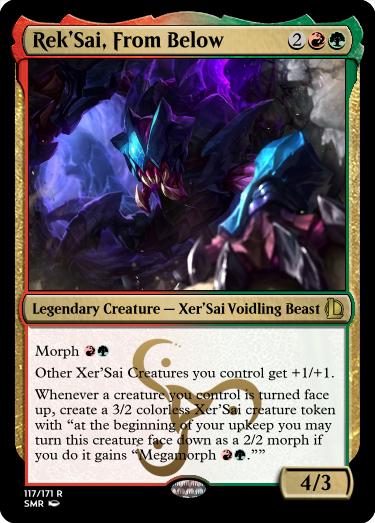 Rek'Sai, From Below 2
Legendary Creature — Xer'Sai Voidling Beast
Morph
Other Xer'Sai Creatures you control get +1/+1.
Whenever a creature you control is turned face
up, create a 3/2 colorless Xer'Sai creature token
with “at the beginning of your upkeep you may
turn this creature face down as a 2/2 morph if
you do it gains “Megamorph .””
4/3
117/171 R
SMR